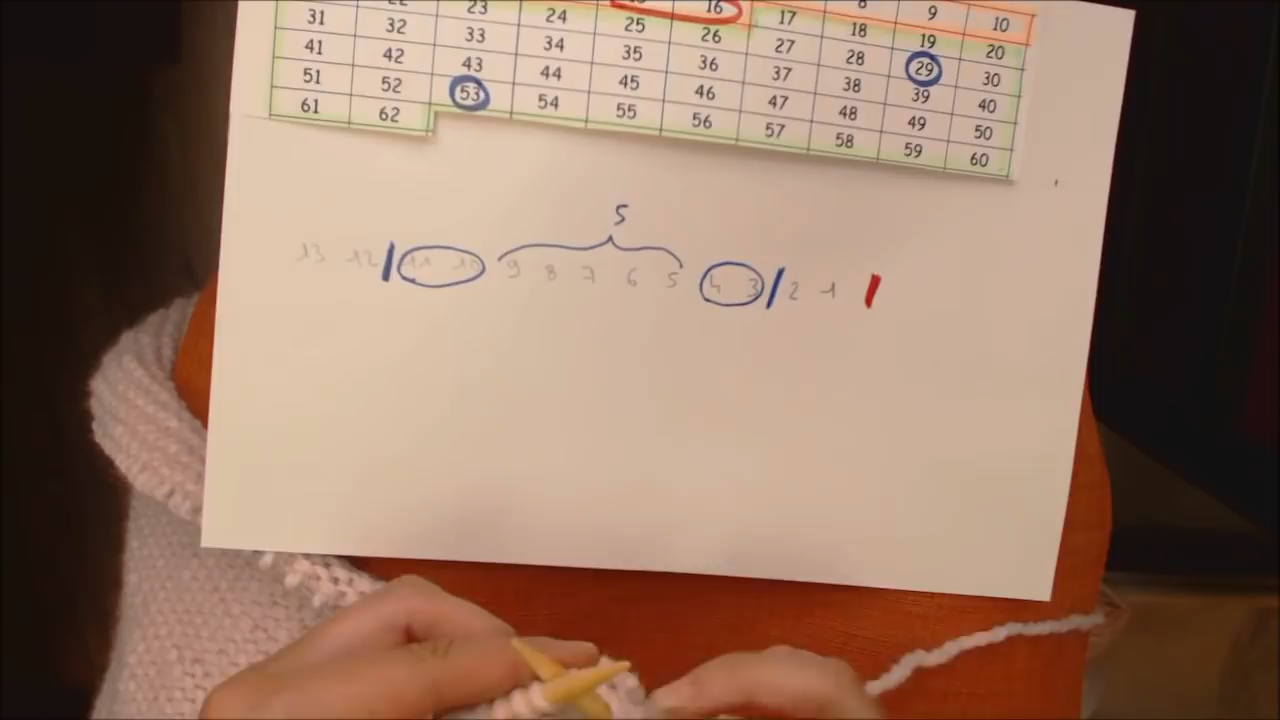 23 24 16 17 8 9 10
31 32 33 34 25 26 27 18 19 20
41 42 43 44 35 36 37 28 29 30
51 52 53 54 45 46 47 38 39 40
61 62 55 56 57 48 49 50
58 59 60
5
13 12 | 11 10 9 8 7 6 5 4 3 | 2 1 |